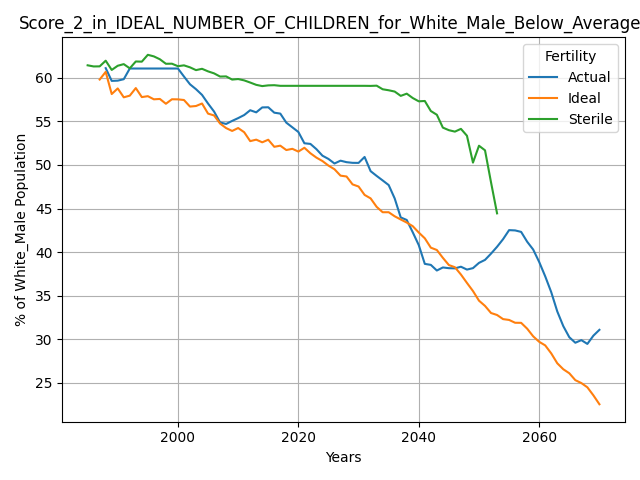 Score_2_in_IDEAL_NUMBER_OF_CHILDREN_for_White_Male_Below_Average
Fertility
Actual
Ideal
Sterile
% of White_Male Population
60
55
50
45
40
35
30
25
2000
2020
2040
2060
Years